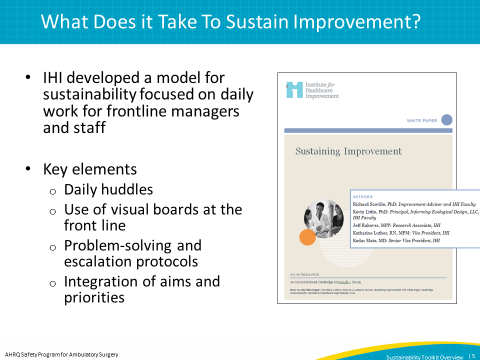 What Does it Take To Sustain Improvement?
• IHI developed a model for
sustainability focused on daily
work for frontline managers
and staff
• Key elements
o Daily huddles
o Use of visual boards at the
front line
o Problem-solving and
escalation protocols
o Integration of aims and
priorities
Institute for
Healthcare
Improvement
WHITE PAPER
Sustaining Improvement
AUTHORS
Richard Scoville, PhD: Improvement Advisor and IHI Faculty
Kevin Little, PhD: Principal, Informing Ecological Design, LLC,
IHI Faculty
Jeff Rakover, MPP: Research Associate, IHI
Katharine Luther, RN, MPM: Vice President, IHI
Kedar Mate, MD: Senior Vice President, IHI
AN IHI RESOURCE
AHRQ Safety Program for Ambulatory Surgery
Sustainability Toolkit Overview | 5